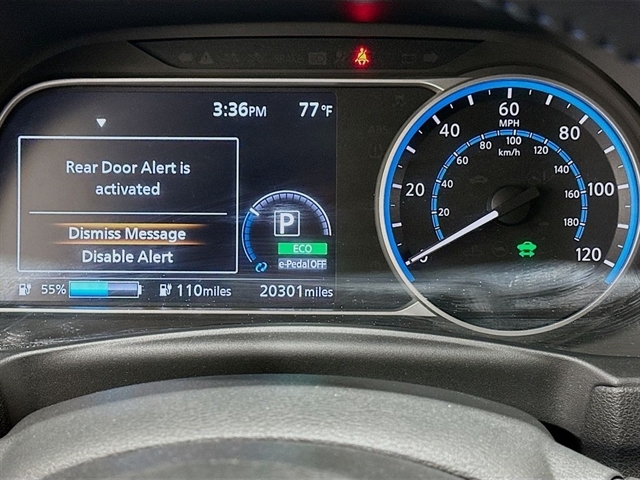 3:36PM 77°F
Rear Door Alert is
activated
Dismiss Message
Disable Alert
P
ECO
e-Pedal OFF
55% 110miles 20301miles
0 20 40 60 80 100 120
MPH
20 40 60 80 100 120 140 160 180
km/h